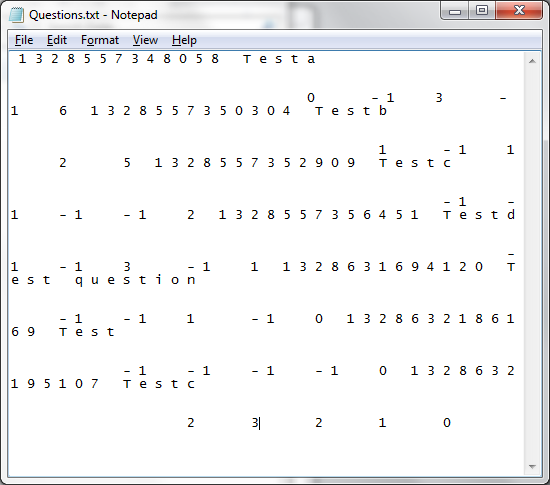 Questions.txt - Notepad
File Edit Format View Help
1 3 2 8 5 5 7 3 4 8 0 5 8 T e s t a
0 - 1 3 -
1 6 1 3 2 8 5 5 7 3 5 0 3 0 4 T e s t b
1 - 1 1
2 5 1 3 2 8 5 5 7 3 5 2 9 0 9 T e s t c
- 1 -
1 - 1 - 1 2 1 3 2 8 5 5 7 3 5 6 4 5 1 T e s t d
-
1 - 1 3 - 1 1 1 3 2 8 6 3 1 6 9 4 1 2 0 T
e s t q u e s t i o n
- 1 - 1 1 - 1 0 1 3 2 8 6 3 2 1 8 6 1
6 9 T e s t
- 1 - 1 - 1 - 1 0 1 3 2 8 6 3 2
1 9 5 1 0 7 T e s t c
2 3 2 1 0